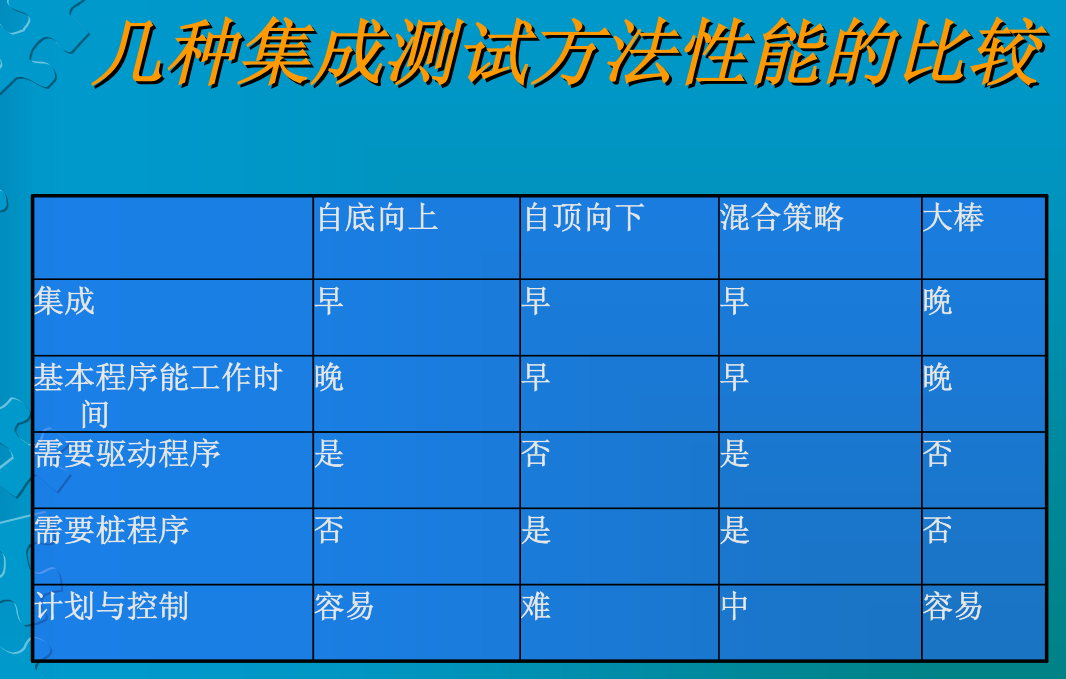 几种集成测试方法性能的比较
自底向上 自顶向下 混合策略 大棒
集成 早 早 早 晚
基本程序能工作时 晚 早 早 晚
间
需要驱动程序 是 否 是 否
需要桩程序 否 是 是 否
计划与控制 容易 难 中 容易